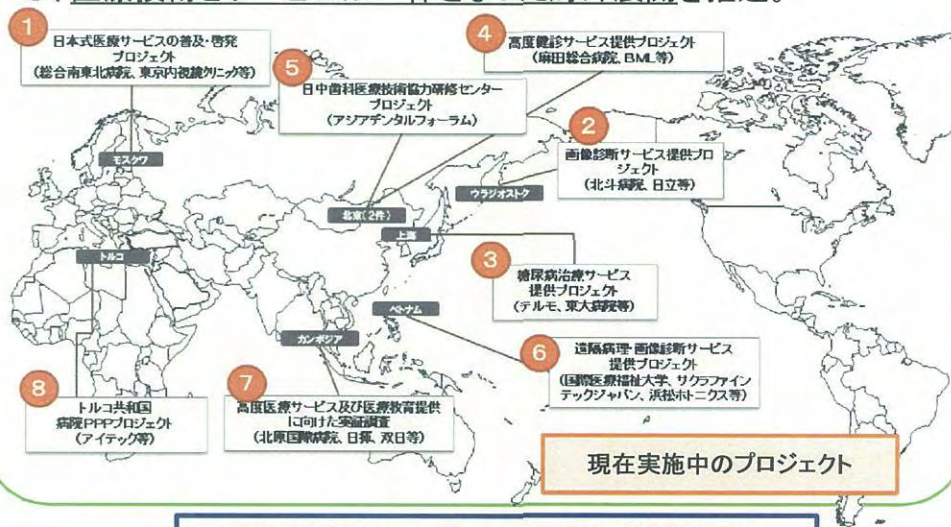 医療技術とサービスが一体となった海外展開を推進。
1
日本式医療サービスの普及・啓発
プロジェクト
(総合南東北病院、東京内視鏡クリニック等)
4
高度健診サービス提供プロジェクト
(麻田総合病院、BML等)
5
日中歯科医療技術協力研修センター
プロジェクト
(アジアデンタルフォーラム)
2
画像診断サービス提供プロ
ジェクト
(北斗病院、日立等)
モスクワ
ウラジオストク
北京(2件)
上海
トルコ
3
糖尿病治療サービス
提供プロジェクト
(テルモ、東大病院等)
ベトナム
カンボジア
6
遠隔病理・画像診断サービス
提供プロジェクト
(国際医療福祉大学、サクラファイン
テックジャパン、浜松ホトニクス等)
8
トルコ共和国
病院PPPプロジェクト
(アイテック等)
7
高度医療サービス及び医療教育提供
に向けた実証調査
(北原国際病院、日揮、双日等)
現在実施中のプロジェクト